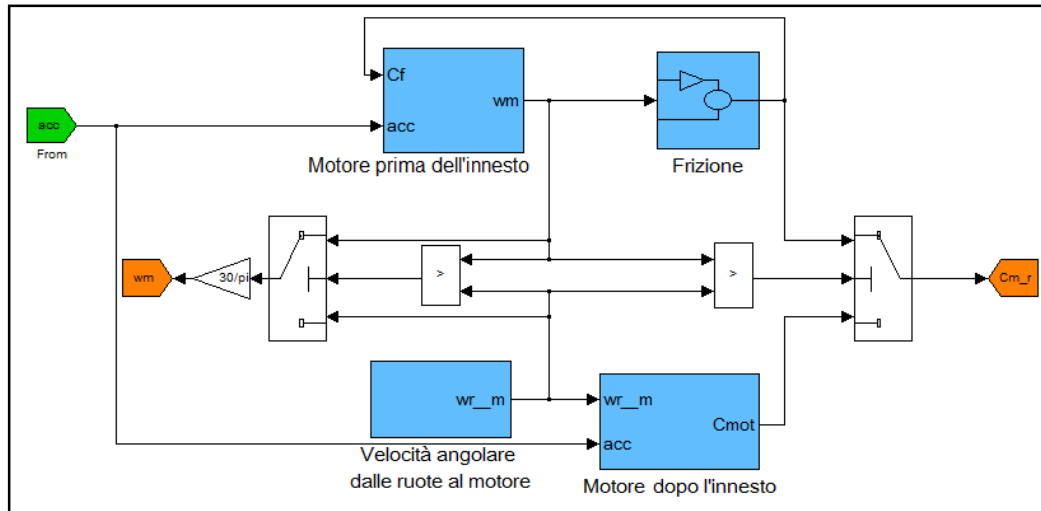 Cf
wm
acc
acc
From
Motore prima dell'innesto
Frizione
wm
30/pi
>
>
Cm_r
wr__m
wr__m
Cmot
acc
Velocità angolare
dalle ruote al motore
Motore dopo l'innesto